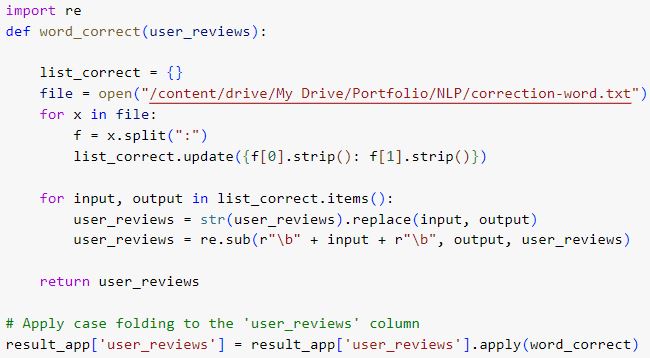 import re
def word_correct(user_reviews):
    list_correct = {}
    file = open("/content/drive/My Drive/Portfolio/NLP/correction-word.txt")
    for x in file:
        f = x.split(":")
        list_correct.update({f[0].strip(): f[1].strip()})
    for input, output in list_correct.items():
        user_reviews = str(user_reviews).replace(input, output)
        user_reviews = re.sub(r"\b" + input + r"\b", output, user_reviews)
    return user_reviews
# Apply case folding to the 'user_reviews' column
result_app['user_reviews'] = result_app['user_reviews'].apply(word_correct)